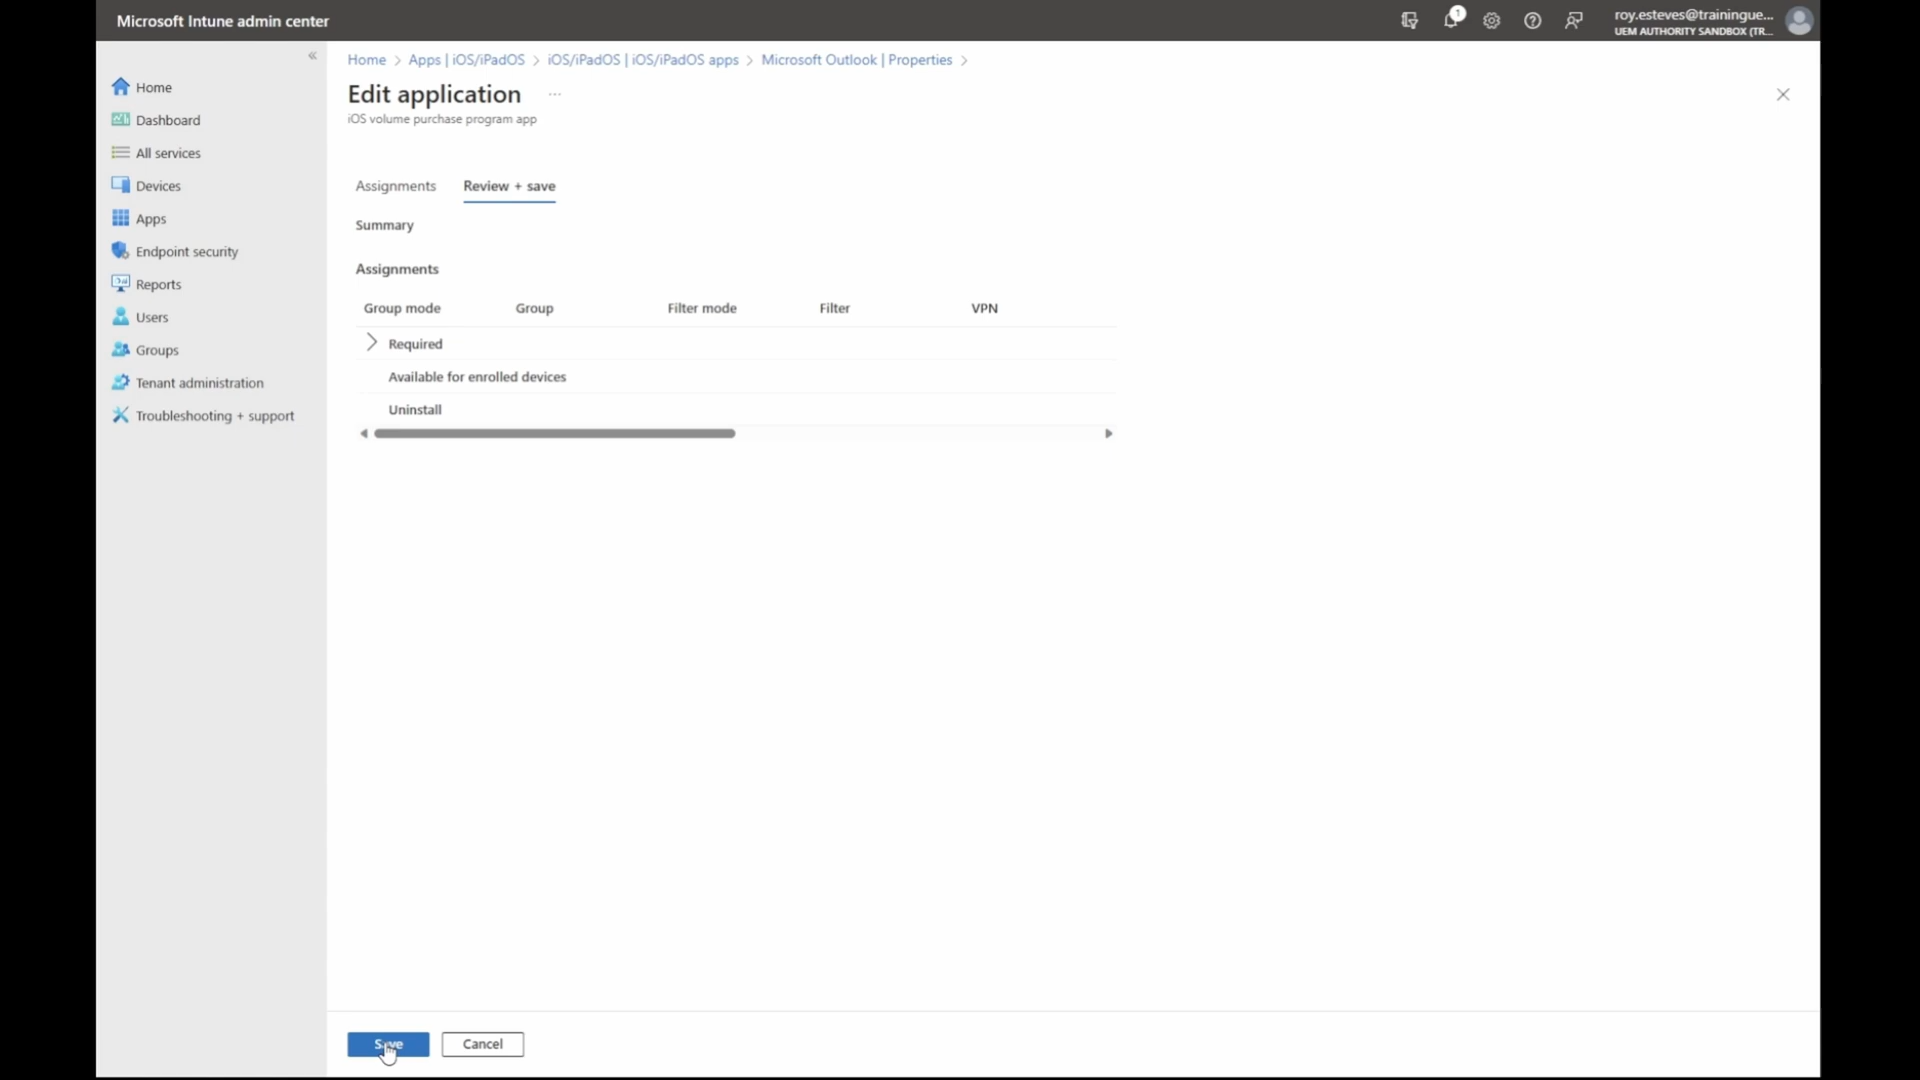 Microsoft Intune admin center
1
roy.esteves@trainingue...
UEM AUTHORITY SANDBOX (TR...
«
Home
Dashboard
All services
Devices
Apps
Endpoint security
Reports
Users
Groups
Tenant administration
Troubleshooting + support
Home > Apps | iOS/iPadOS > iOS/iPadOS | iOS/iPadOS apps > Microsoft Outlook | Properties >
Edit application ...
iOS volume purchase program app
Assignments Review + save
Summary
Assignments
Group mode Group Filter mode Filter VPN
Required
Available for enrolled devices
Uninstall
Save Cancel